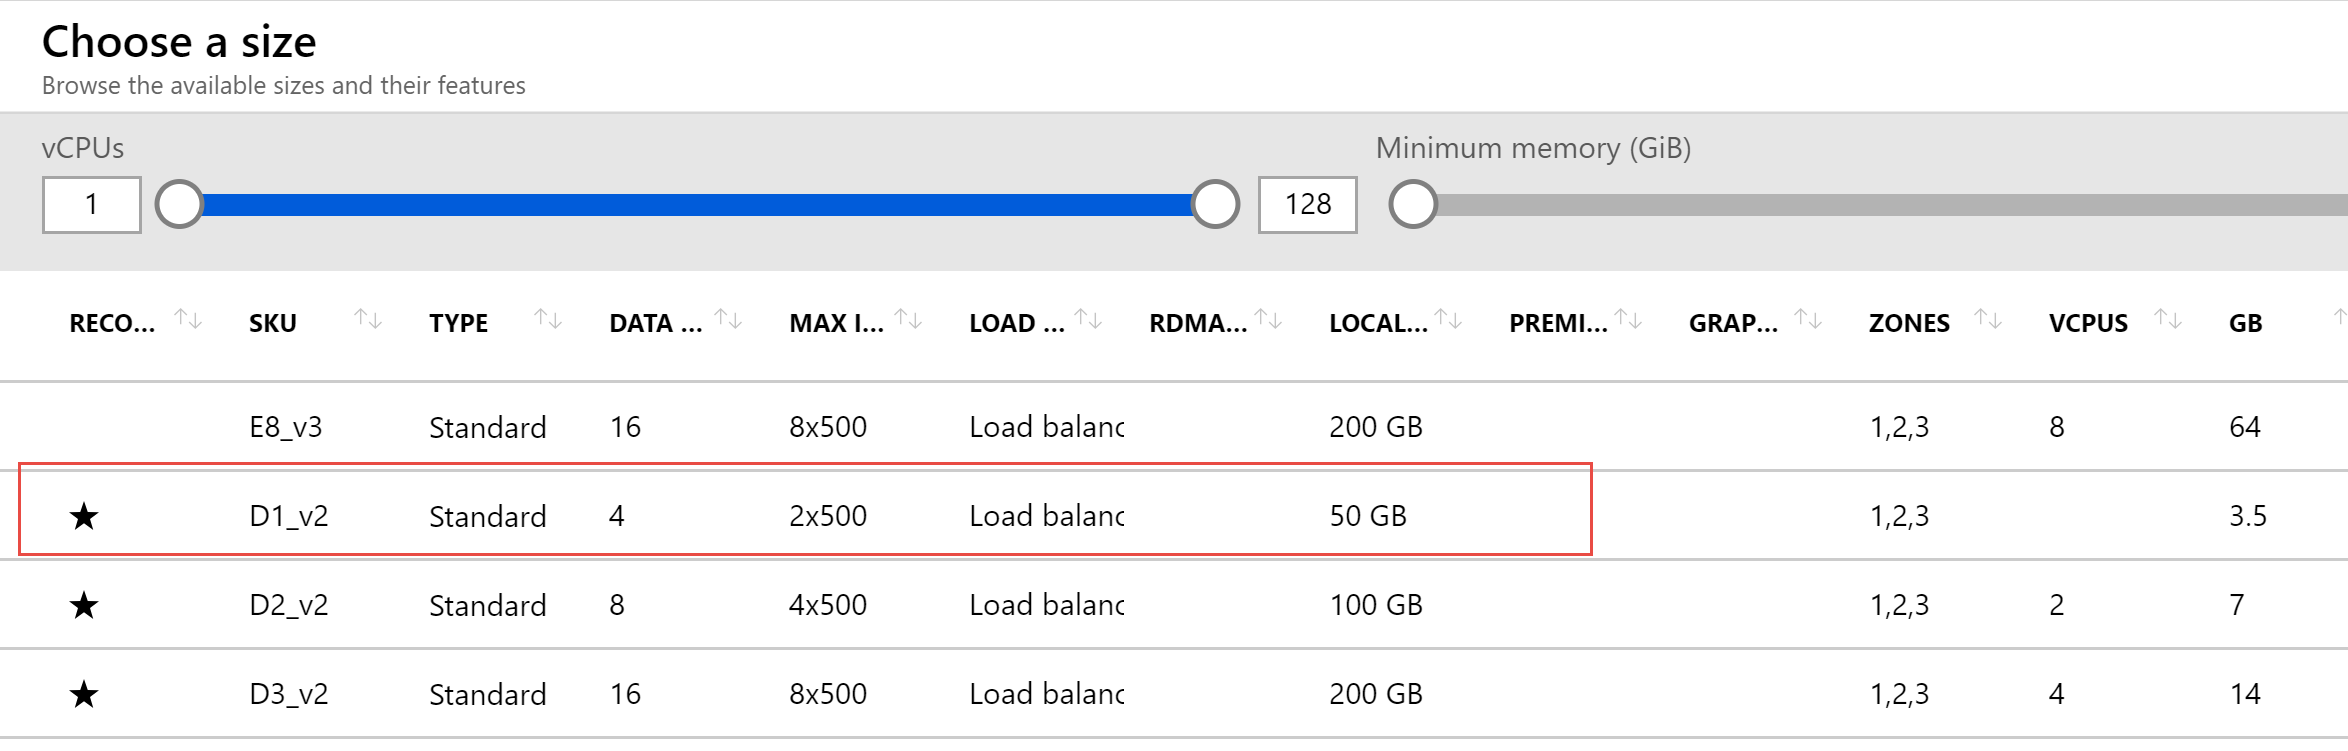 Choose a size
Browse the available sizes and their features
vCPUs Minimum memory (GiB)
1 128
RECO... SKU TYPE DATA ... MAX I... LOAD ... RDMA... LOCAL... PREMI... GRAP... ZONES VCPUS GB
E8_v3 Standard 16 8x500 Load balanc 200 GB 1,2,3 8 64
★ D1_v2 Standard 4 2x500 Load balanc 50 GB 1,2,3 3.5
★ D2_v2 Standard 8 4x500 Load balanc 100 GB 1,2,3 2 7
★ D3_v2 Standard 16 8x500 Load balanc 200 GB 1,2,3 4 14